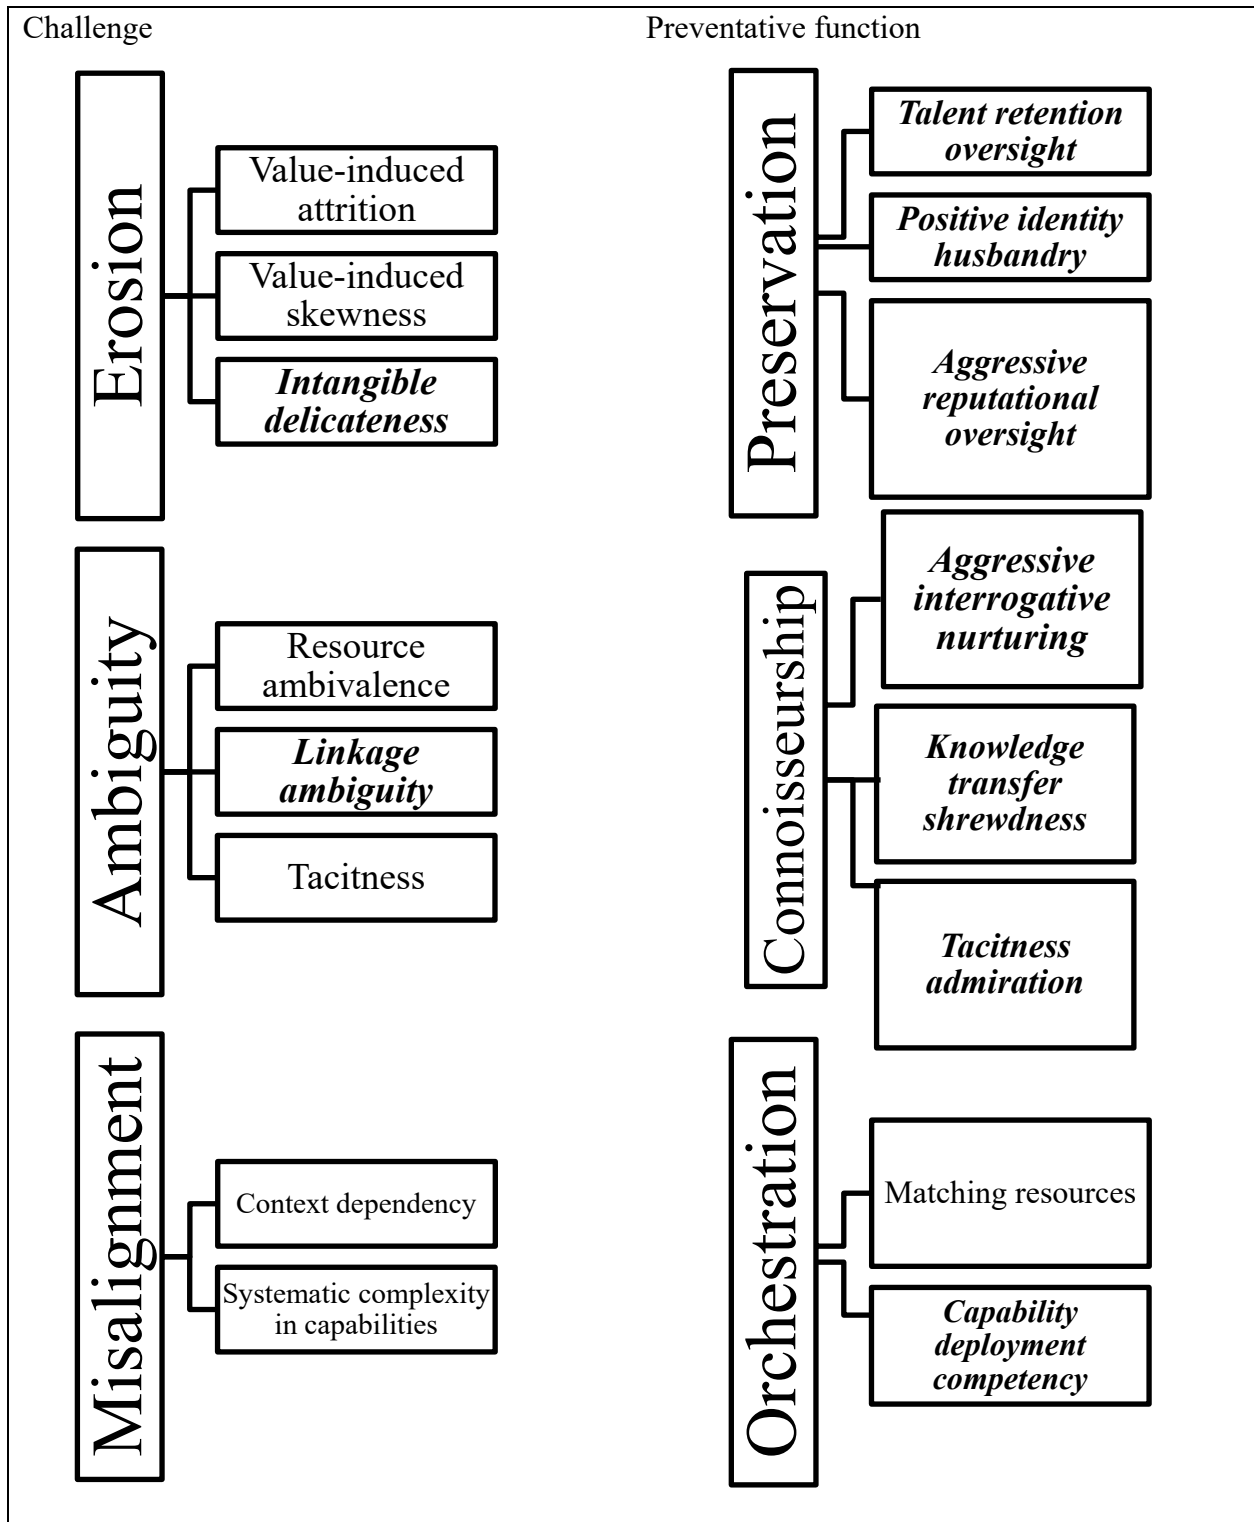 Challenge
Preventative function
Erosion
Value-induced
attrition
Value-induced
skewness
Intangible
delicateness
Preservation
Talent retention
oversight
Positive identity
husbandry
Aggressive
reputational
oversight
Ambiguity
Resource
ambivalence
Linkage
ambiguity
Tacitness
Connoisseurship
Aggressive
interrogative
nurturing
Knowledge
transfer
shrewdness
Tacitness
admiration
Misalignment
Context dependency
Systematic complexity
in capabilities
Orchestration
Matching resources
Capability
deployment
competency